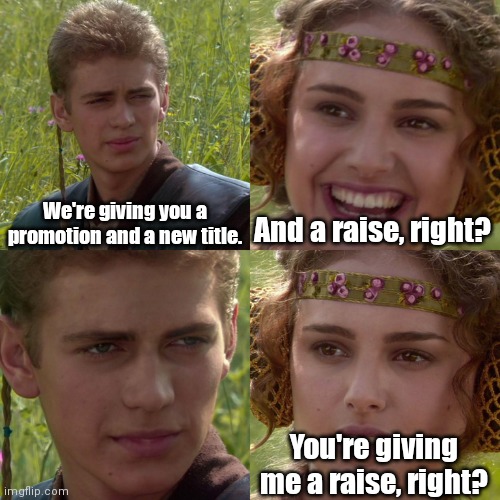 We're giving you a
promotion and a new title.
And a raise, right?
You're giving
me a raise, right?
imgflip.com